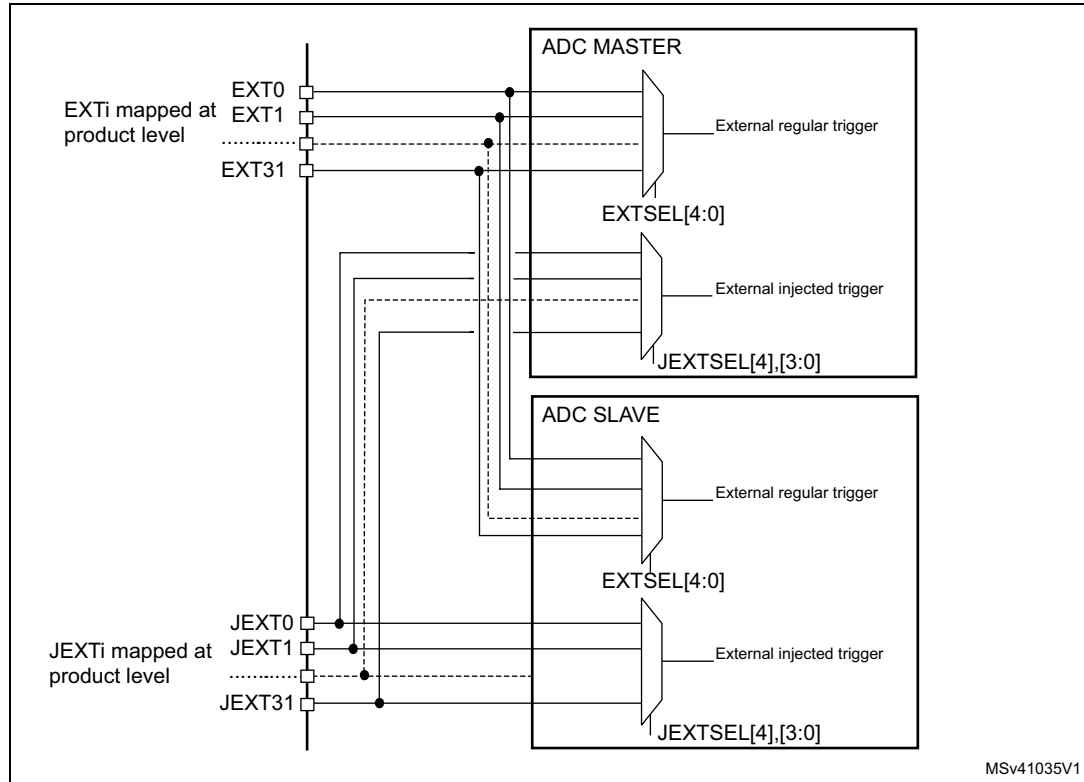 ADC MASTER
EXTi mapped at
product level
EXT0
EXT1
..........
EXT31
External regular trigger
EXTSEL[4:0]
External injected trigger
JEXTSEL[4],[3:0]
ADC SLAVE
External regular trigger
EXTSEL[4:0]
JEXTi mapped at
product level
JEXT0
JEXT1
..........
JEXT31
External injected trigger
JEXTSEL[4],[3:0]
MSv41035V1